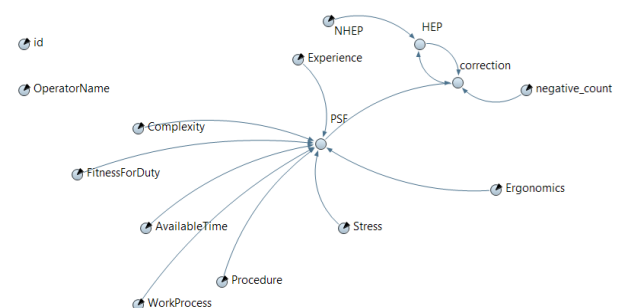 NHEP
HEP
id
Experience
correction
OperatorName
negative_count
Complexity
PSF
FitnessForDuty
Ergonomics
AvailableTime
Stress
Procedure
WorkProcess